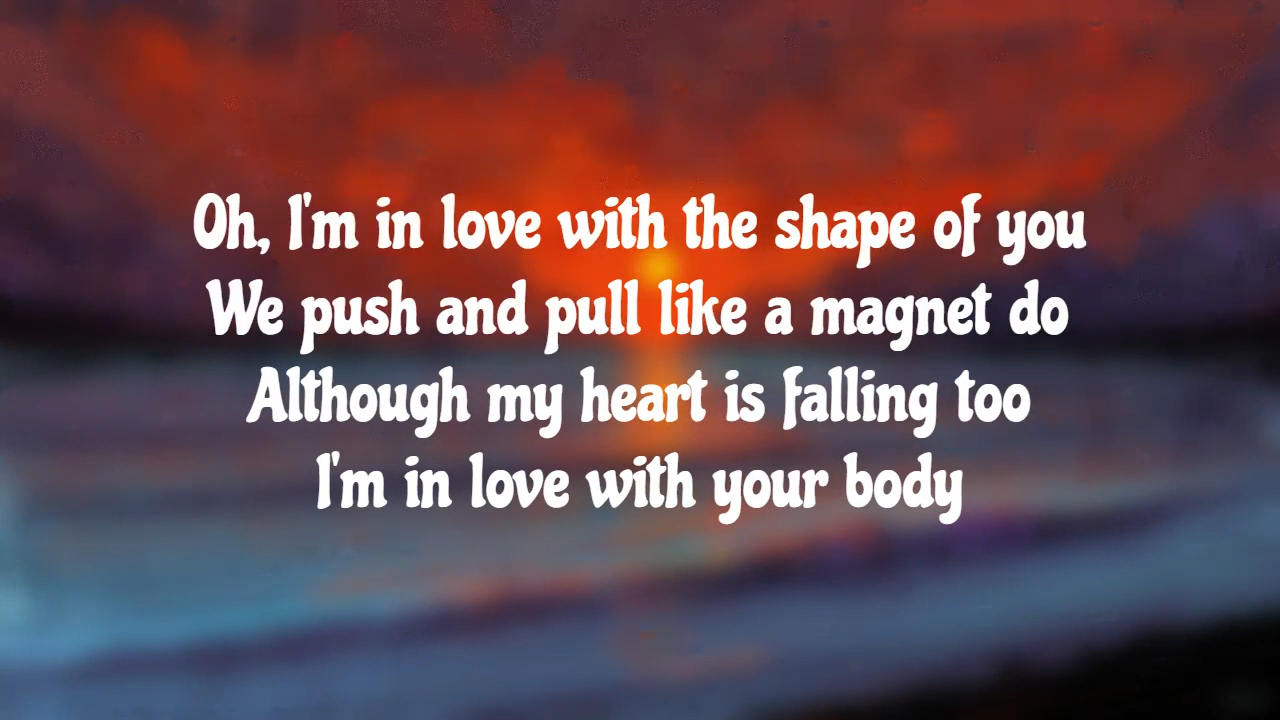 Oh, I'm in love with the shape of you
We push and pull like a magnet do
Although my heart is falling too
I'm in love with your body